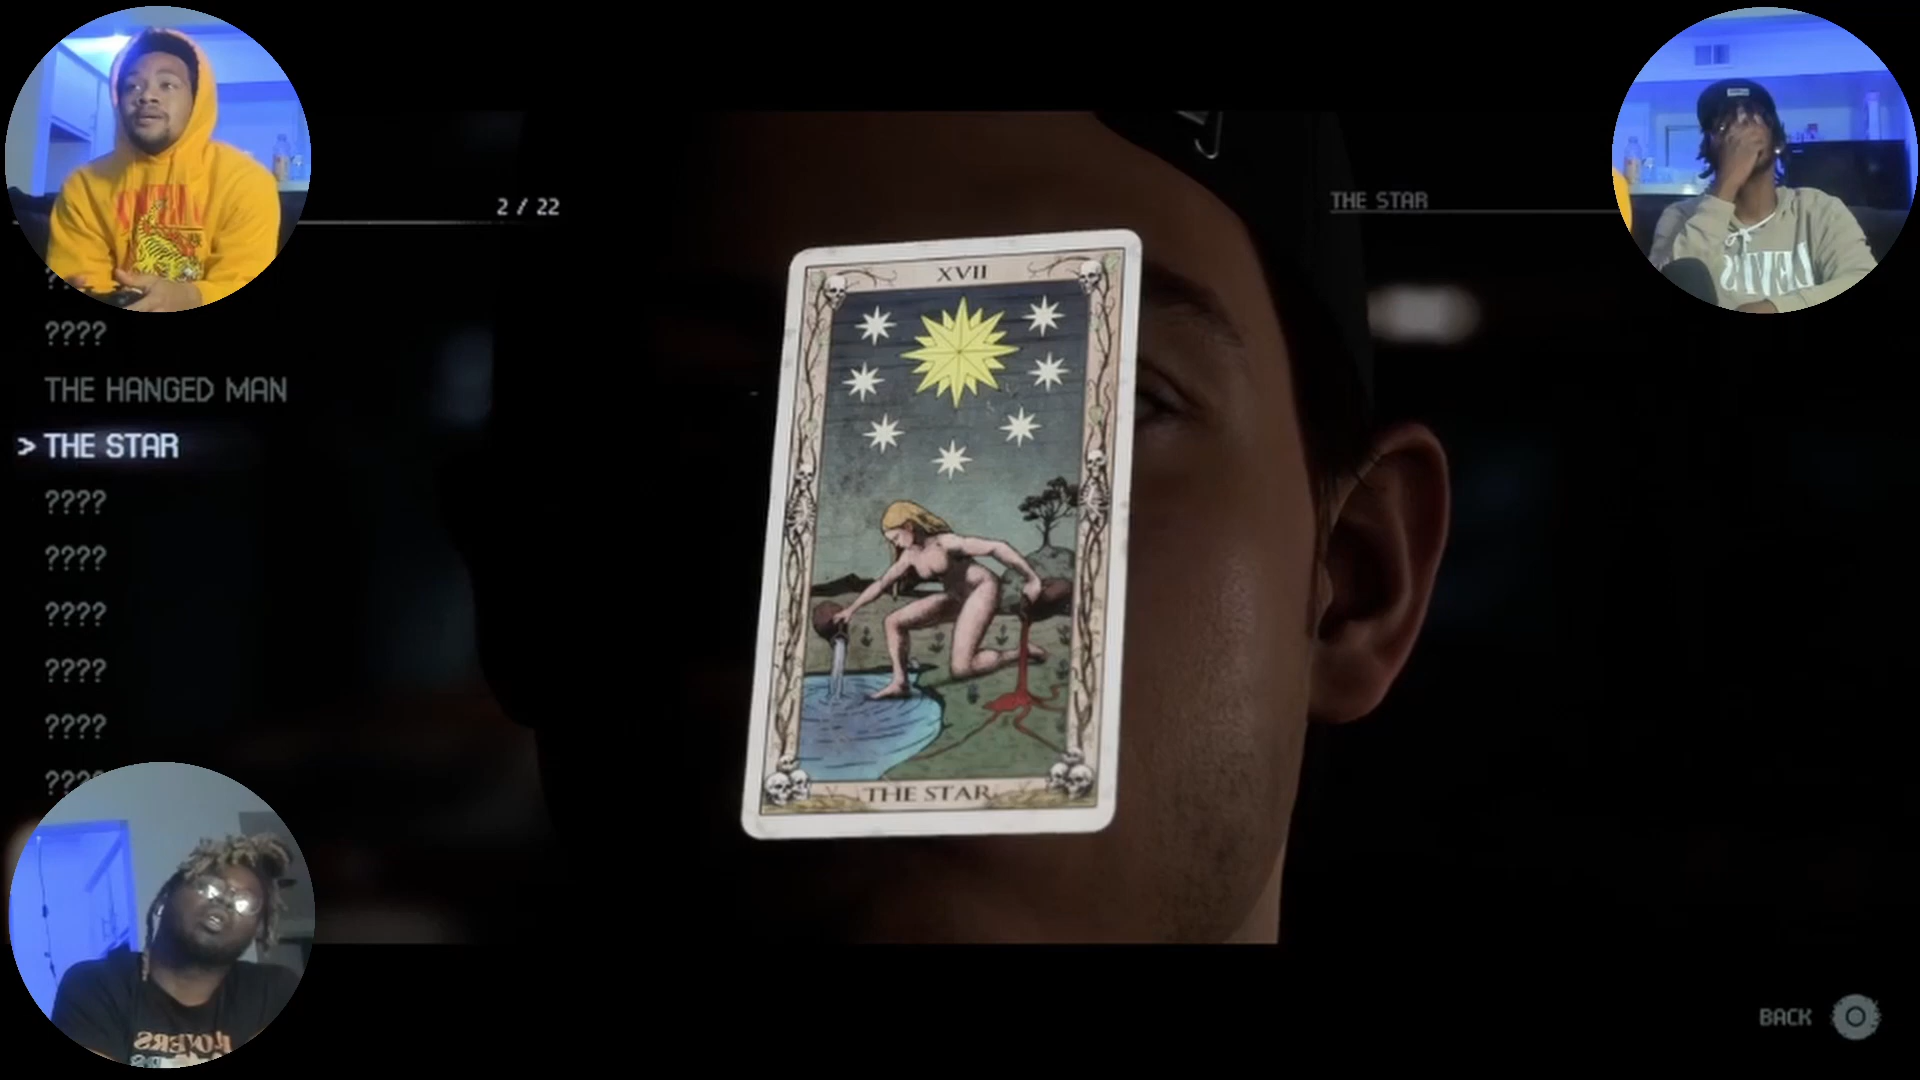 2 / 22
????
THE HANGED MAN
> THE STAR
????
????
????
????
????
????
THE STAR
XVII
THE STAR
BACK